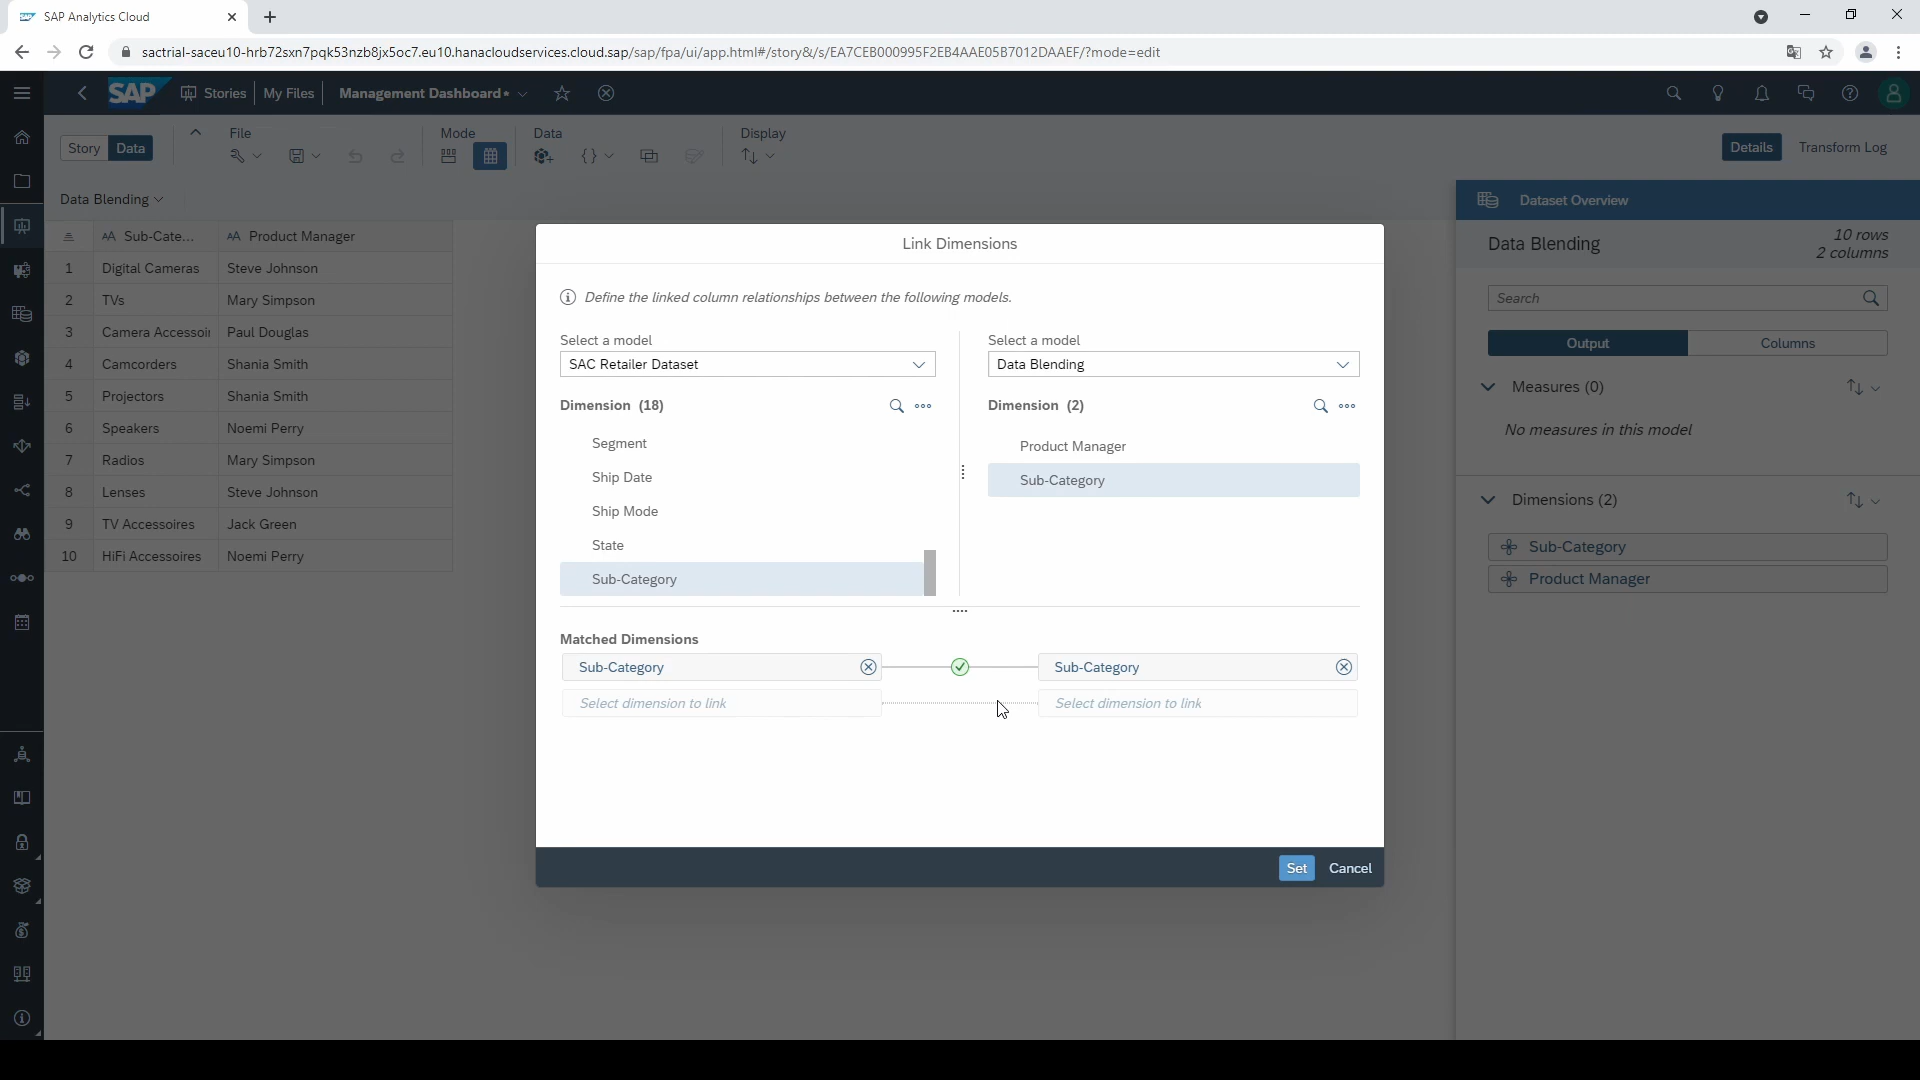 SAP Analytics Cloud
sactrial-saceu10-hrb72sxn7pqk53nzb8jx5oc7.eu10.hanacloudservices.cloud.sap/sap/fpa/ui/app.html#/story&/s/EA7CEB000995F2EB4AAE05B7012DAAEF/?mode=edit
SAP Stories My Files Management Dashboard*
Story Data File Mode Data Display Details Transform Log
Data Blending
Sub-Cate... Product Manager
1 Digital Cameras Steve Johnson
2 TVs Mary Simpson
3 Camera Accessoir Paul Douglas
4 Camcorders Shania Smith
5 Projectors Shania Smith
6 Speakers Noemi Perry
7 Radios Mary Simpson
8 Lenses Steve Johnson
9 TV Accessoires Jack Green
10 HiFi Accessoires Noemi Perry
Link Dimensions
Define the linked column relationships between the following models.
Select a model
SAC Retailer Dataset
Dimension (18)
Segment
Ship Date
Ship Mode
State
Sub-Category
Select a model
Data Blending
Dimension (2)
Product Manager
Sub-Category
Matched Dimensions
Sub-Category Sub-Category
Select dimension to link Select dimension to link
Set Cancel
Dataset Overview
Data Blending
10 rows
2 columns
Search
Output Columns
Measures (0)
No measures in this model
Dimensions (2)
Sub-Category
Product Manager